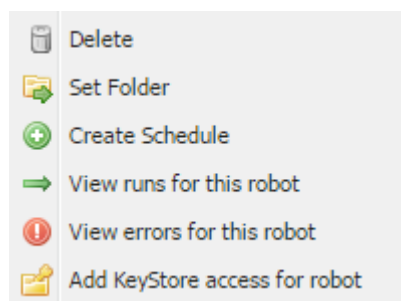 Delete
Set Folder
Create Schedule
View runs for this robot
View errors for this robot
Add KeyStore access for robot